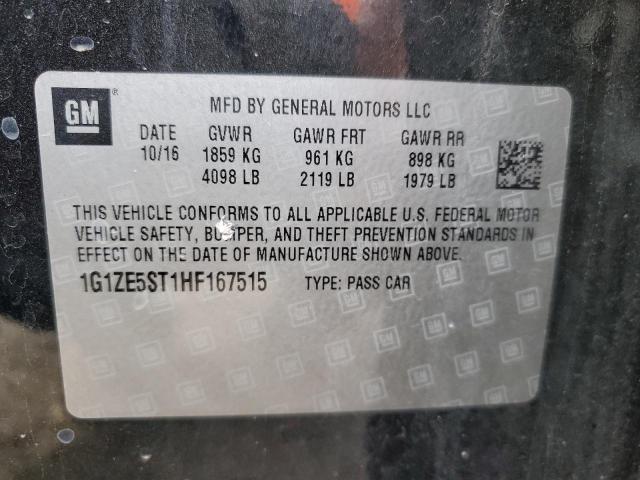 GM ® MFD BY GENERAL MOTORS LLC
DATE GVWR GAWR FRT GAWR RR
10/16 1859 KG 961 KG 898 KG
4098 LB 2119 LB 1979 LB
THIS VEHICLE CONFORMS TO ALL APPLICABLE U.S. FEDERAL MOTOR
VEHICLE SAFETY, BUMPER, AND THEFT PREVENTION STANDARDS IN
EFFECT ON THE DATE OF MANUFACTURE SHOWN ABOVE.
1G1ZE5ST1HF167515 TYPE: PASS CAR